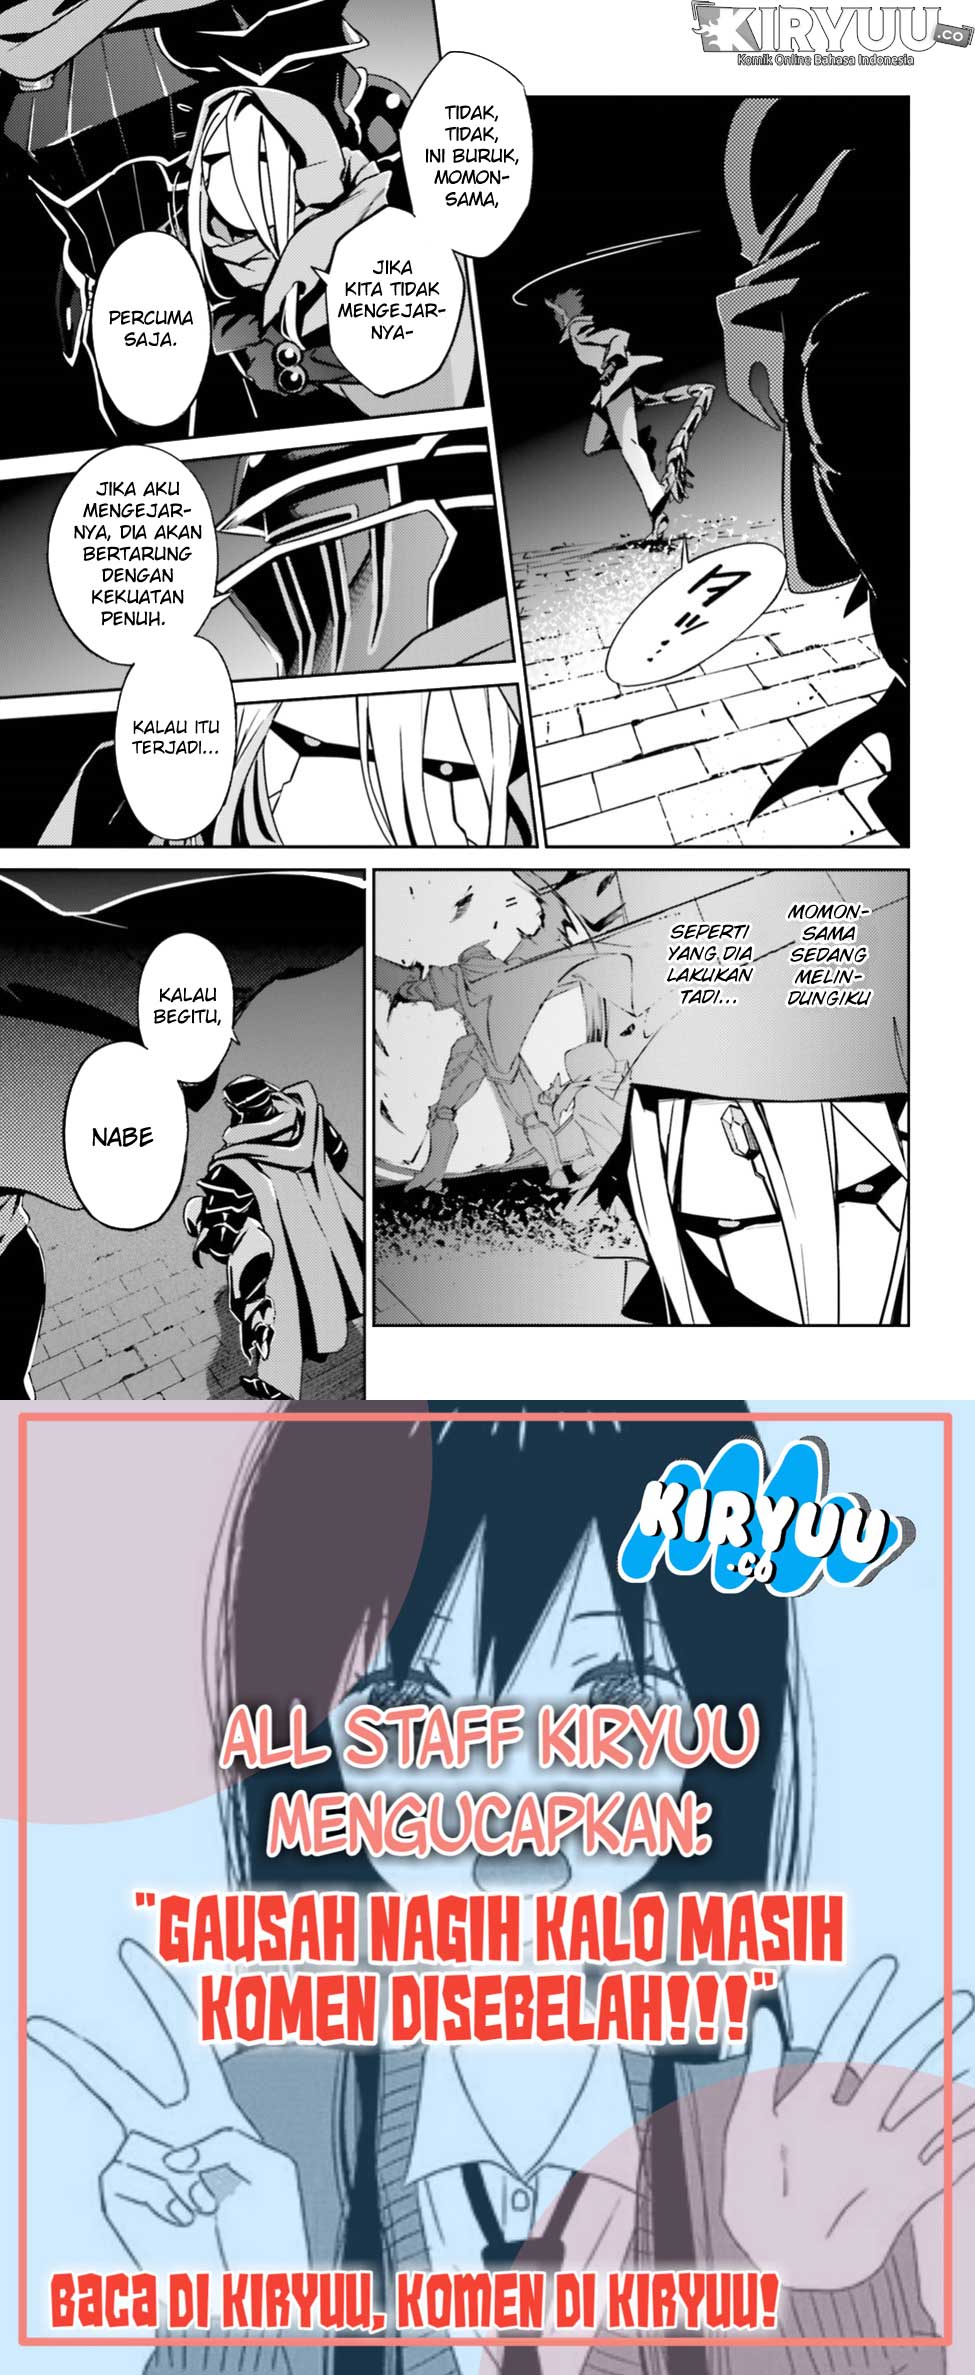 KIRYUU.CO
Komik Online Bahasa Indonesia
TIDAK,
TIDAK,
INI BURUK,
MOMON-
SAMA,
JIKA
KITA TIDAK
MENGEJAR-
NYA-
PERCUMA
SAJA.
JIKA AKU
MENGEJAR-
NYA, DIA AKAN
BERTARUNG
DENGAN
KEKUATAN
PENUH.
KALAU ITU
TERJADI...
タッ...
MOMON-
SAMA
SEDANG
MELIN-
DUNGIKU
SEPERTI
YANG DIA
LAKUKAN
TADI...
KALAU
BEGITU,
NABE
KIRYUU
.CO
ALL STAFF KIRYUU
MENGUCAPKAN:
"GAUSAH NAGIH KALO MASIH
KOMEN DISEBELAH!!!"
BACA DI KIRYUU, KOMEN DI KIRYUU!